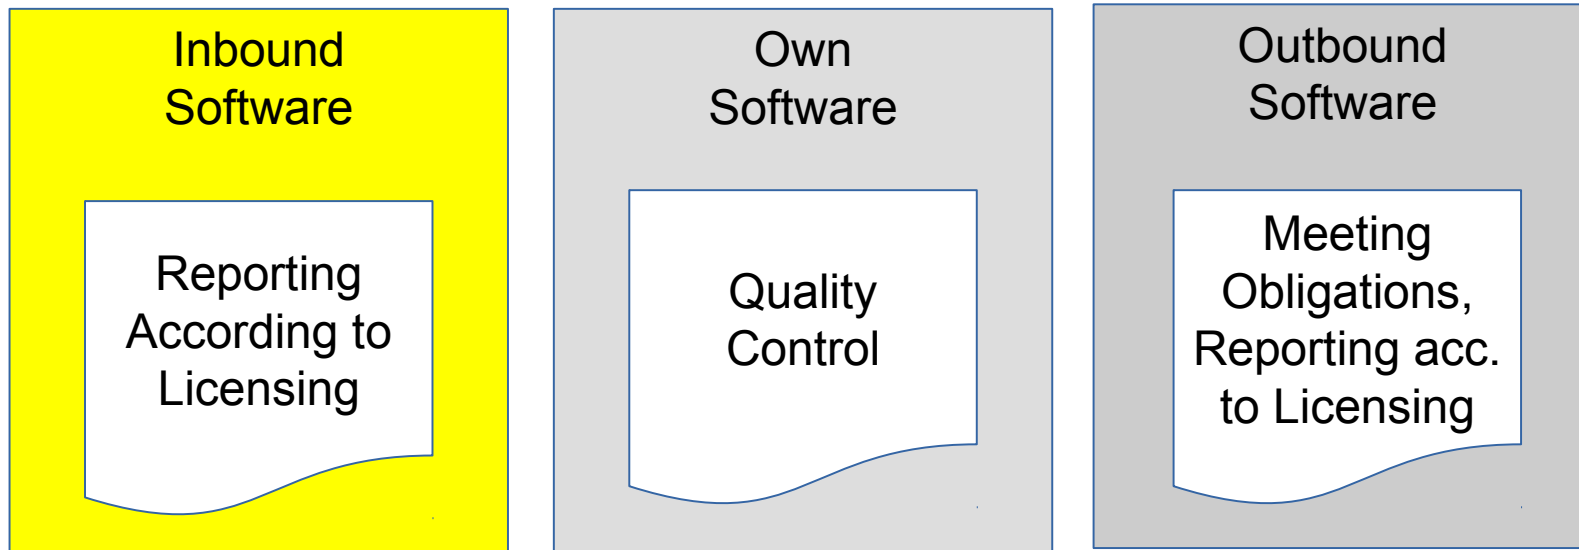 Inbound
Software
Reporting
According to
Licensing
Own
Software
Quality
Control
Outbound
Software
Meeting
Obligations,
Reporting acc.
to Licensing